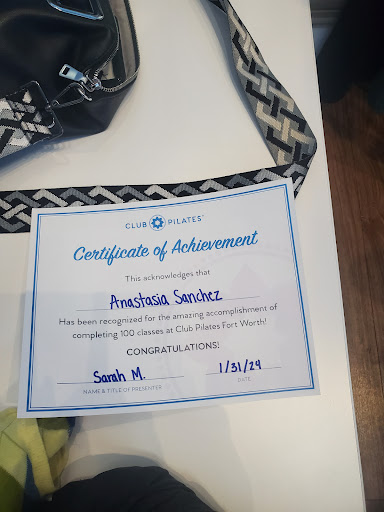 CLUB PILATES
Certificate of Achievement
This acknowledges that
Anastasia Sanchez
Has been recognized for the amazing accomplishment of
completing 100 classes at Club Pilates Fort Worth!
CONGRATULATIONS!
Sarah M. 1/31/24
NAME & TITLE OF PRESENTER DATE